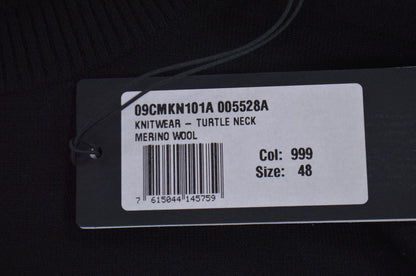 09CMKN101A 005528A
KNITWEAR – TURTLE NECK
MERINO WOOL
Col: 999
Size: 48
7 615044 145759